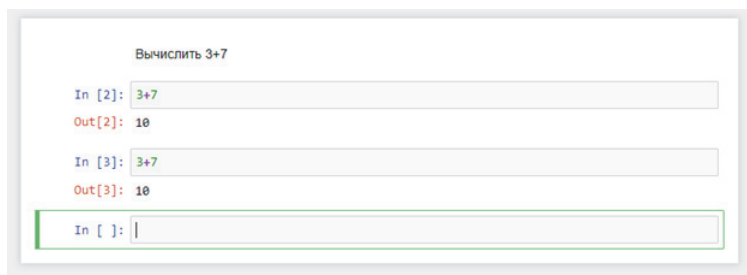 Вычислить 3+7
In [2]: 3+7
Out[2]: 10
In [3]: 3+7
Out[3]: 10
In [ ]: